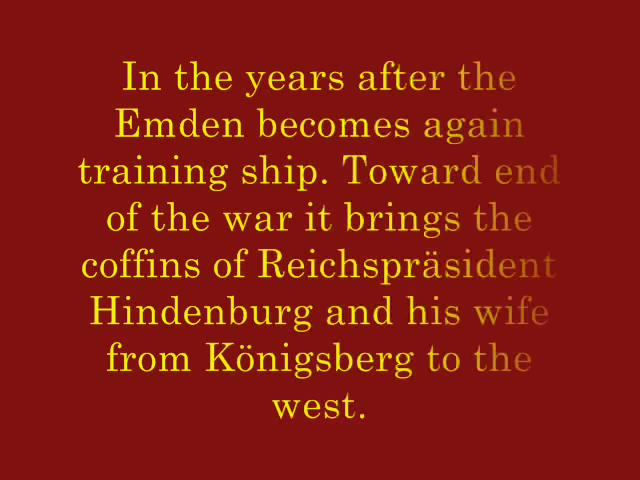 In the years after the
Emden becomes again
training ship. Toward end
of the war it brings the
coffins of Reichspräsident
Hindenburg and his wife
from Königsberg to the
west.